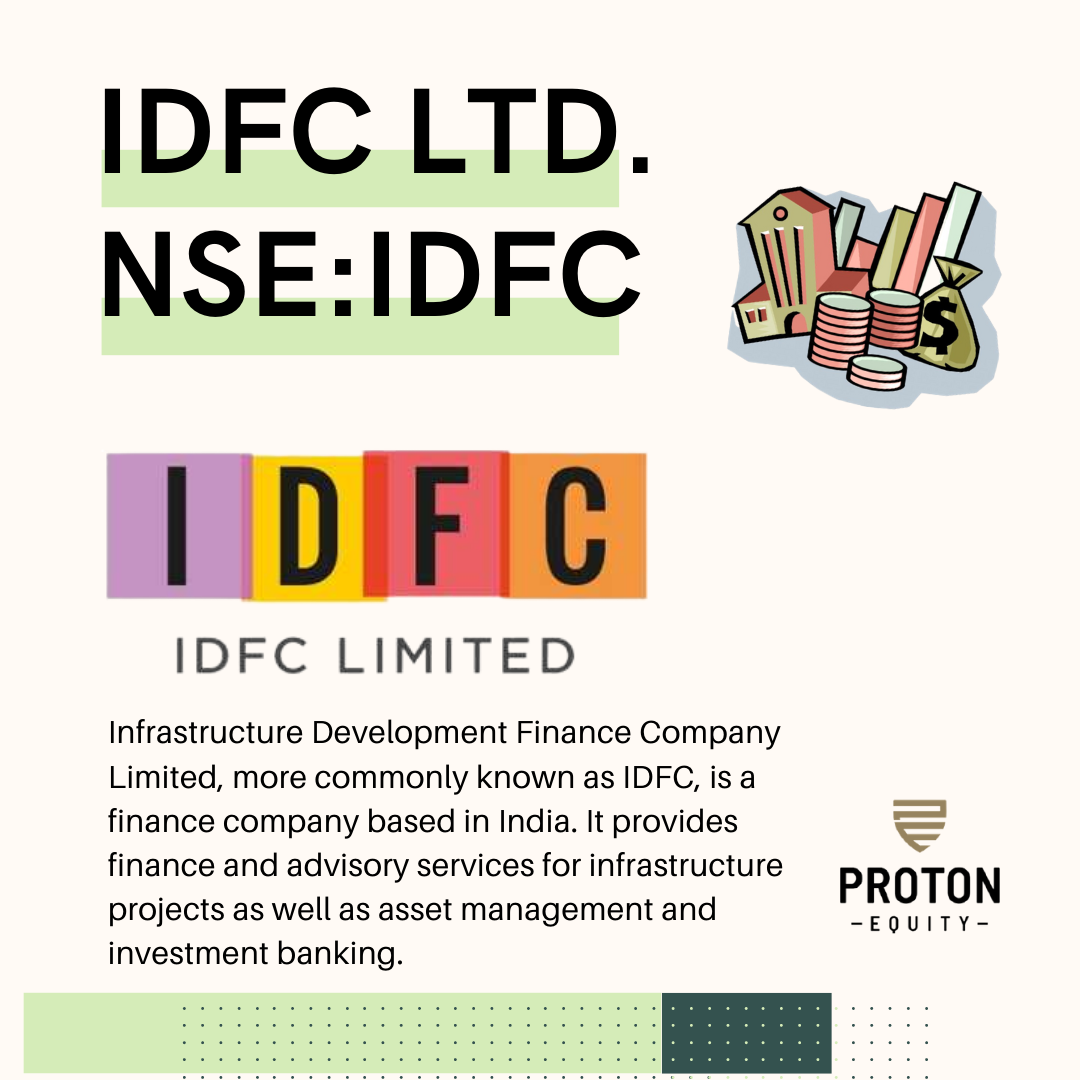 IDFC LTD.
NSE:IDFC
$
I D F C
IDFC LIMITED
Infrastructure Development Finance Company
Limited, more commonly known as IDFC, is a
finance company based in India. It provides
finance and advisory services for infrastructure
projects as well as asset management and
investment banking.
PROTON
-EQUITY-